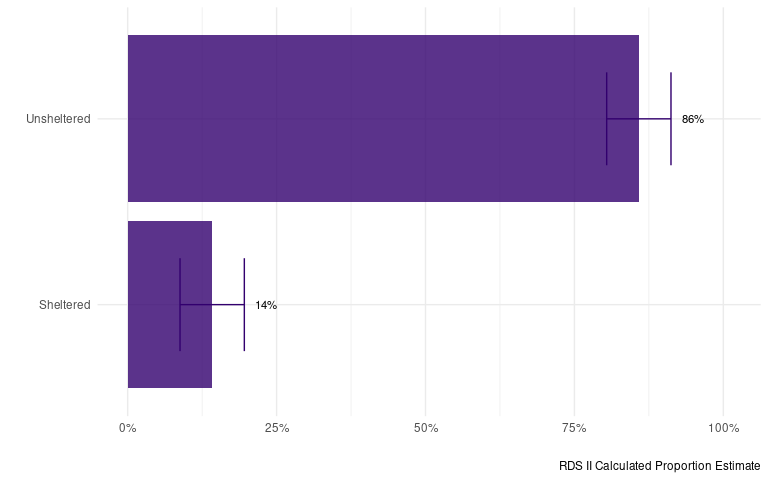 Unsheltered
86%
Sheltered
14%
0%
25%
50%
75%
100%
RDS II Calculated Proportion Estimate